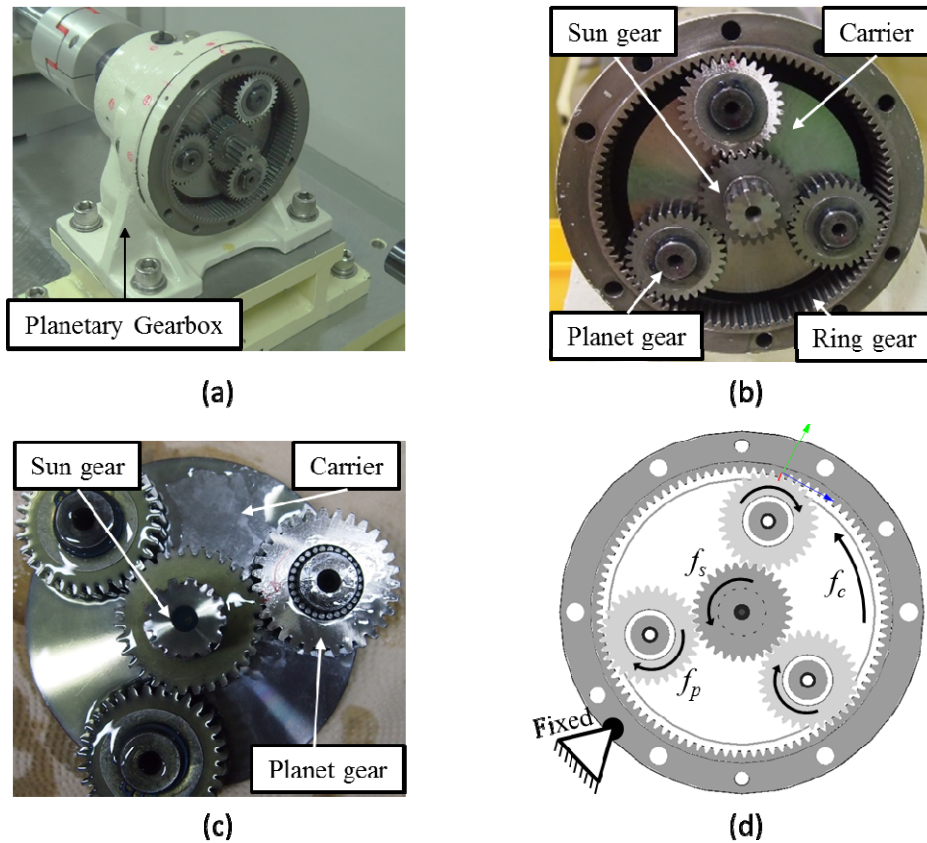 Planetary Gearbox
(a)
Sun gear
Carrier
Planet gear
Ring gear
(b)
Sun gear
Carrier
Planet gear
(c)
f_s
f_c
f_p
Fixed
(d)